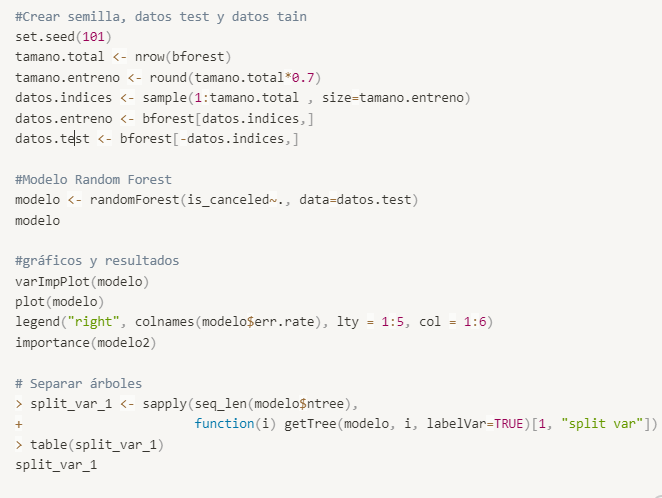 #Crear semilla, datos test y datos tain
set.seed(101)
tamano.total <- nrow(bforest)
tamano.entreno <- round(tamano.total*0.7)
datos.indices <- sample(1:tamano.total , size=tamano.entreno)
datos.entreno <- bforest[datos.indices,]
datos.test <- bforest[-datos.indices,]
#Modelo Random Forest
modelo <- randomForest(is_canceled~., data=datos.test)
modelo
#gráficos y resultados
varImpPlot(modelo)
plot(modelo)
legend("right", colnames(modelo$err.rate), lty = 1:5, col = 1:6)
importance(modelo2)
# Separar árboles
> split_var_1 <- sapply(seq_len(modelo$ntree),
+ function(i) getTree(modelo, i, labelVar=TRUE)[1, "split var"])
> table(split_var_1)
split_var_1